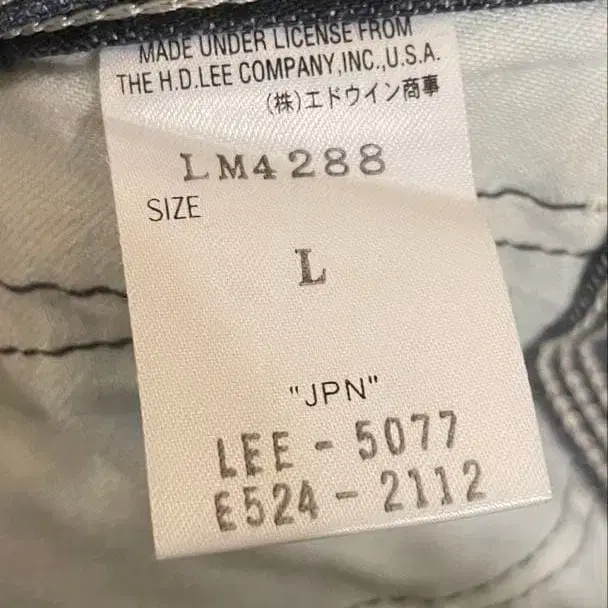 MADE UNDER LICENSE FROM
THE H.D.LEE COMPANY,INC.,U.S.A.
(株)エドウイン商事
LM4288
SIZE
L
"JPN"
LEE - 5077
E524 - 2112